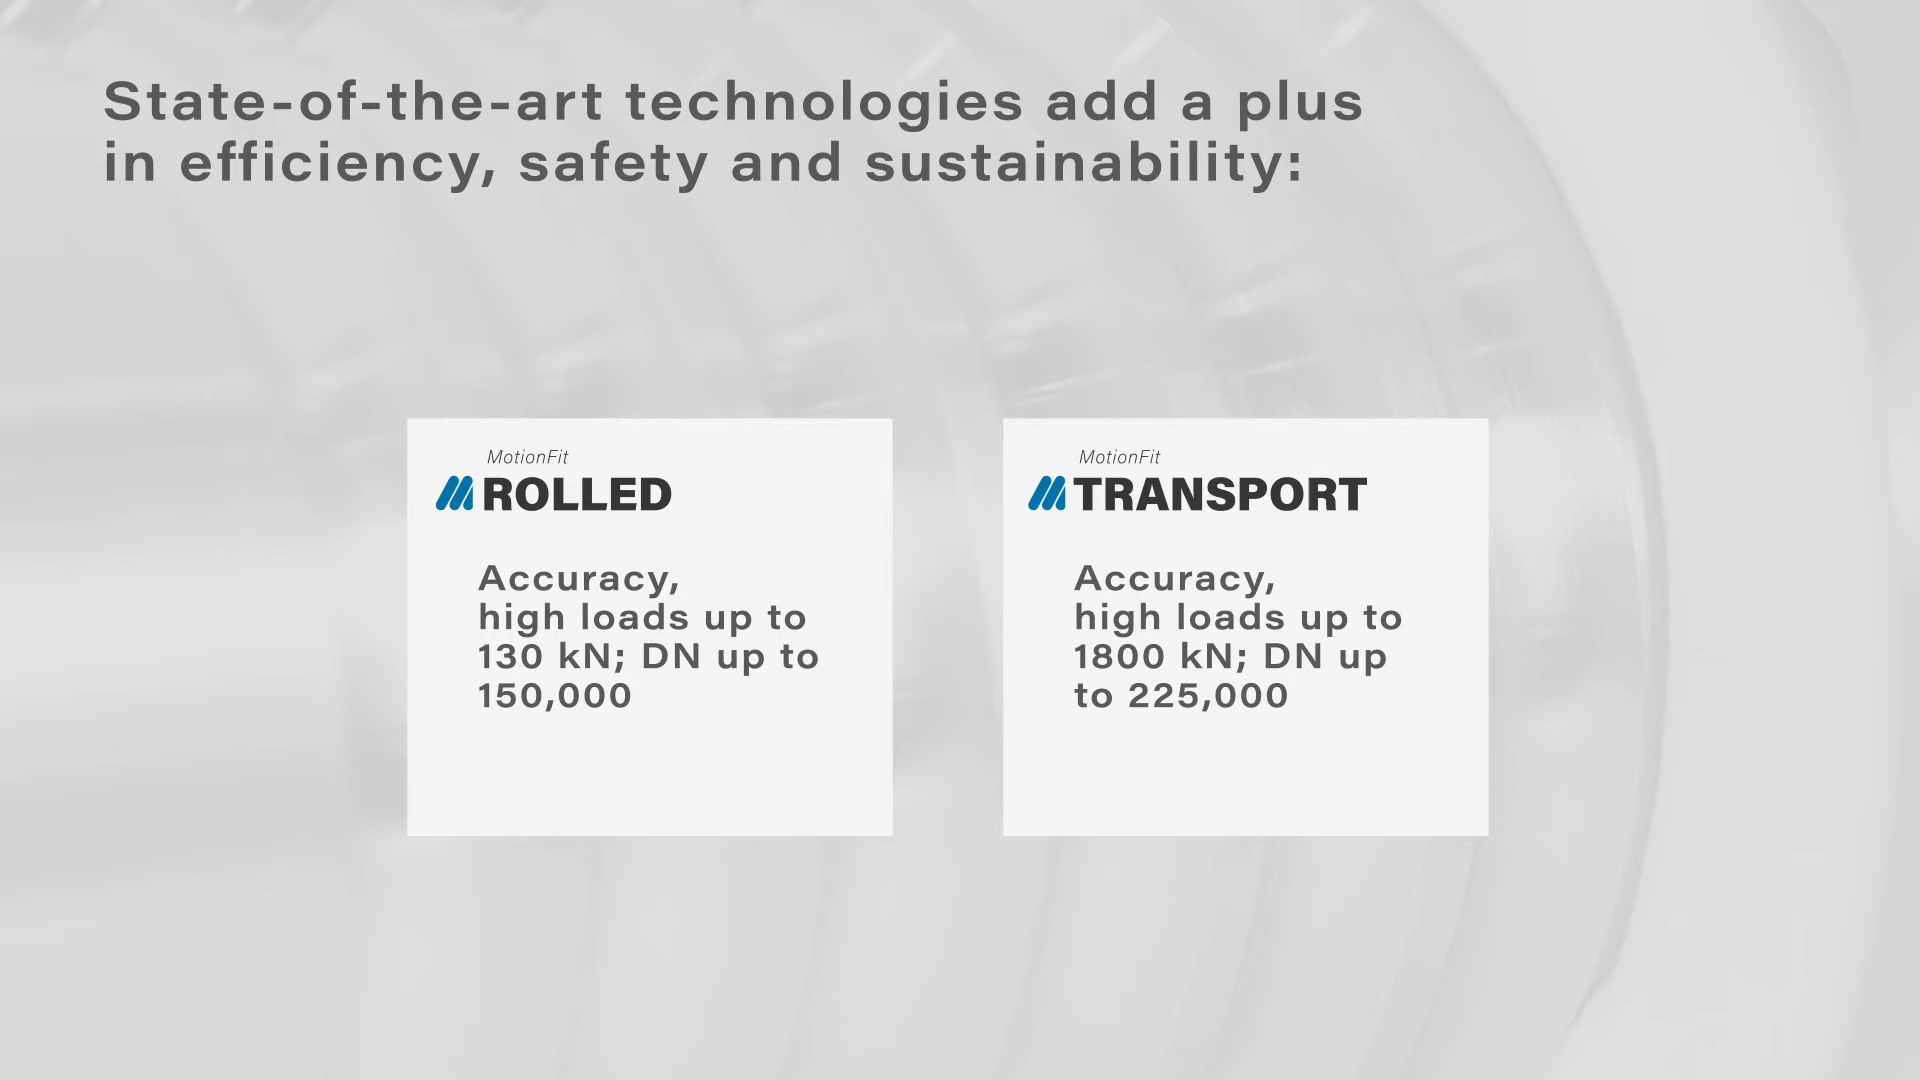 State-of-the-art technologies add a plus
in efficiency, safety and sustainability:
MotionFit
ROLLED
Accuracy,
high loads up to
130 kN; DN up to
150,000
MotionFit
TRANSPORT
Accuracy,
high loads up to
1800 kN; DN up
to 225,000